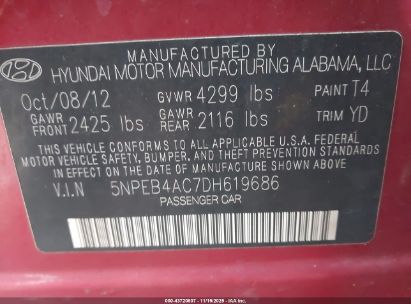 MANUFACTURED BY
HYUNDAI MOTOR MANUFACTURING ALABAMA, LLC
Oct/08/12 GVWR 4299 lbs PAINT T4
GAWR FRONT 2425 lbs GAWR REAR 2116 lbs TRIM YD
THIS VEHICLE CONFORMS TO ALL APPLICABLE U.S.A. FEDERAL
MOTOR VEHICLE SAFETY, BUMPER, AND THEFT PREVENTION
STANDARDS IN EFFECT ON THE DATE OF MANUFACTURE SHOWN ABOVE.
V.I.N 5NPEB4AC7DH619686
PASSENGER CAR